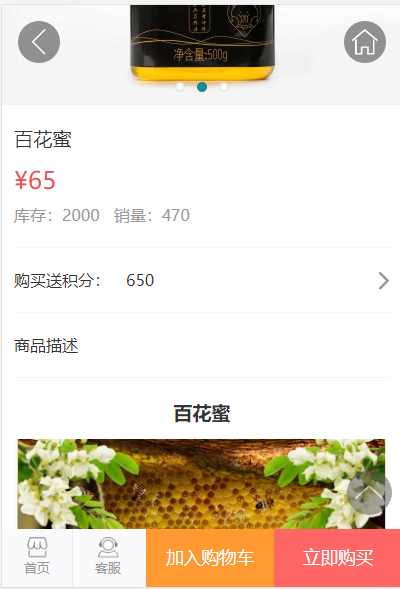 净含量:500g
百花蜜
¥65
库存：2000 销量：470
购买送积分： 650
商品描述
百花蜜
首页
客服
加入购物车
立即购买